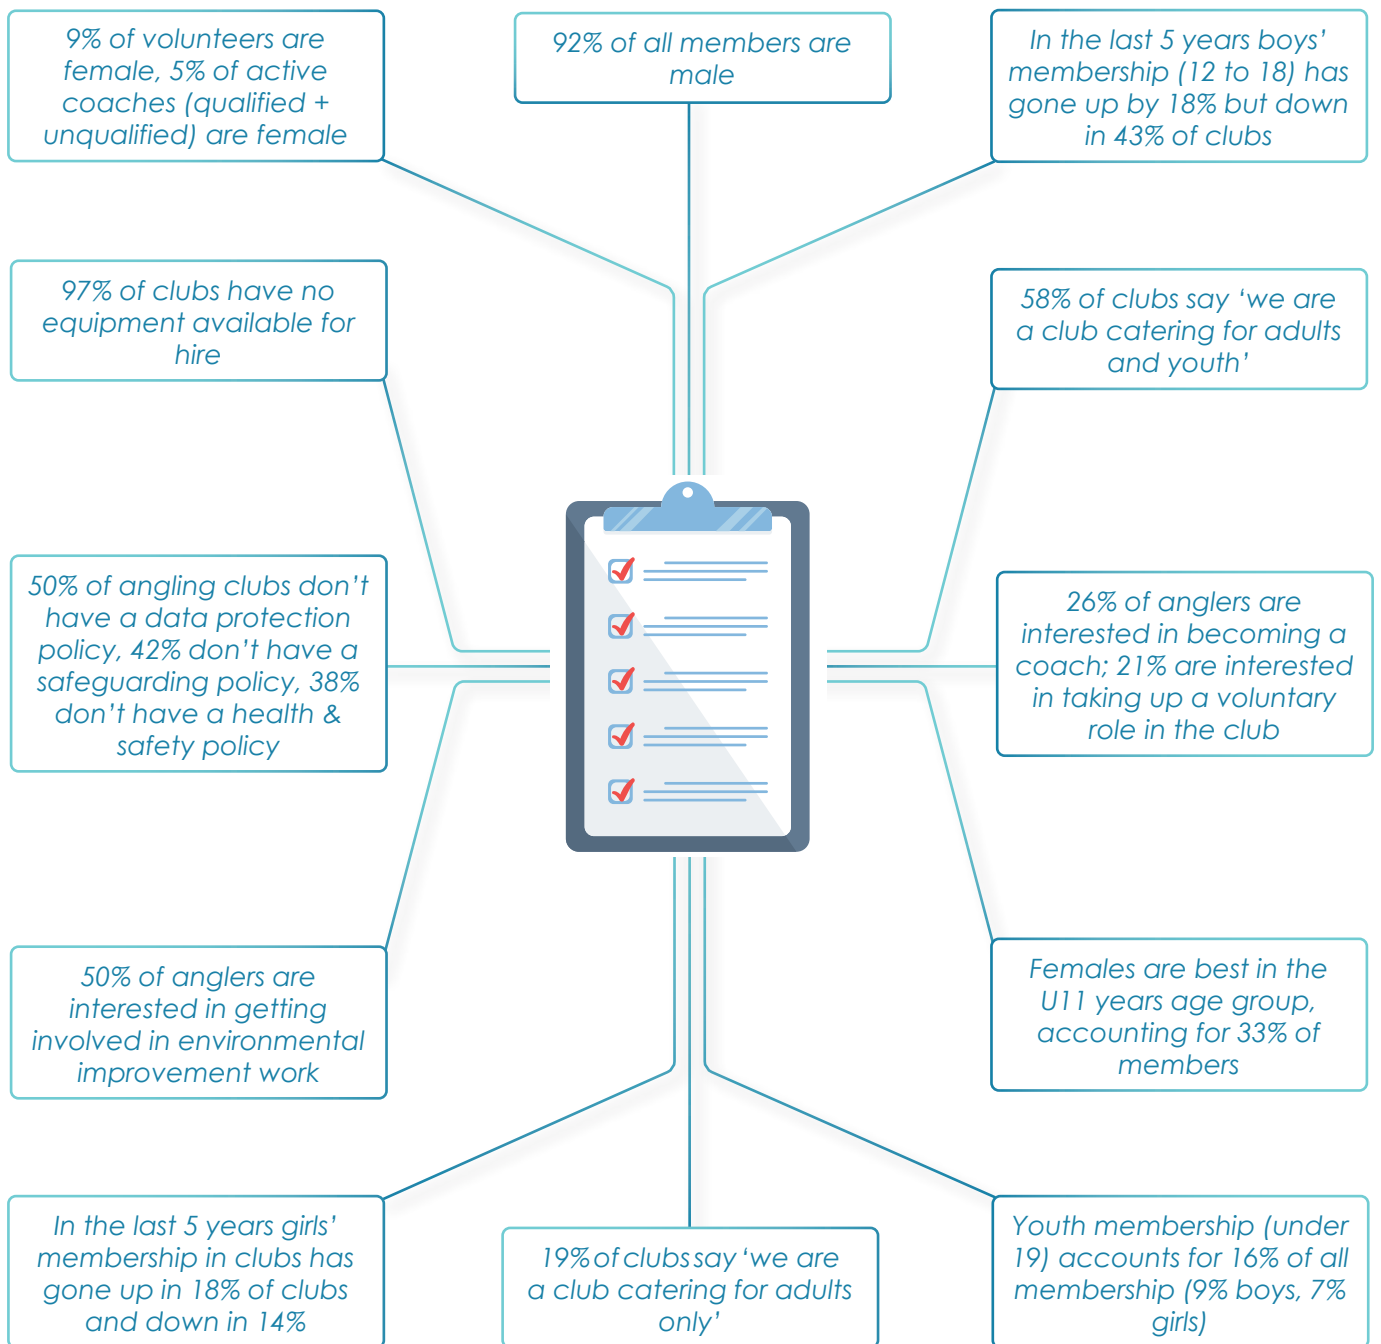 9% of volunteers are
female, 5% of active
coaches (qualified +
unqualified) are female
92% of all members are
male
In the last 5 years boys’
membership (12 to 18) has
gone up by 18% but down
in 43% of clubs
97% of clubs have no
equipment available for
hire
58% of clubs say ‘we are
a club catering for adults
and youth’
50% of angling clubs don’t
have a data protection
policy, 42% don’t have a
safeguarding policy, 38%
don’t have a health &
safety policy
26% of anglers are
interested in becoming a
coach; 21% are interested
in taking up a voluntary
role in the club
50% of anglers are
interested in getting
involved in environmental
improvement work
Females are best in the
U11 years age group,
accounting for 33% of
members
In the last 5 years girls’
membership in clubs has
gone up in 18% of clubs
and down in 14%
19% of clubs say ‘we are
a club catering for adults
only’
Youth membership (under
19) accounts for 16% of all
membership (9% boys, 7%
girls)